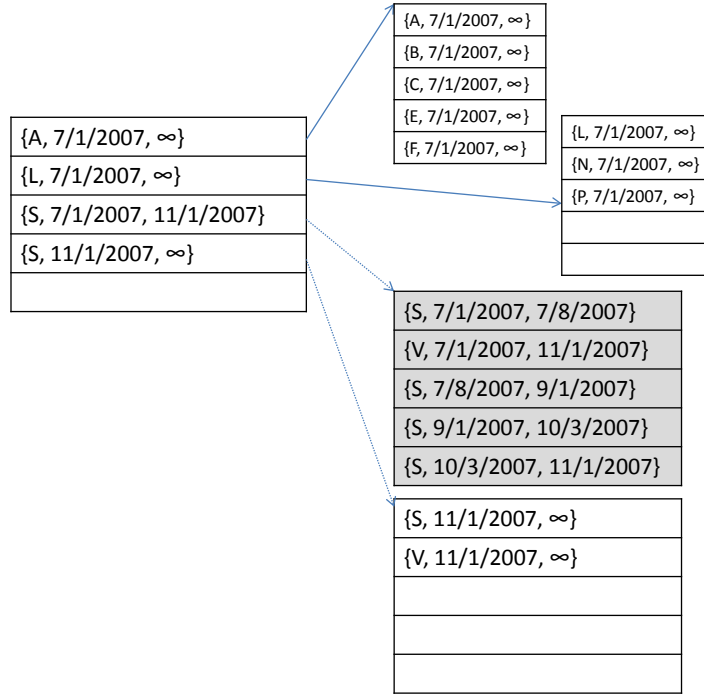 {A, 7/1/2007, ∞}
{L, 7/1/2007, ∞}
{S, 7/1/2007, 11/1/2007}
{S, 11/1/2007, ∞}
{A, 7/1/2007, ∞}
{B, 7/1/2007, ∞}
{C, 7/1/2007, ∞}
{E, 7/1/2007, ∞}
{F, 7/1/2007, ∞}
{L, 7/1/2007, ∞}
{N, 7/1/2007, ∞}
{P, 7/1/2007, ∞}
{S, 7/1/2007, 7/8/2007}
{V, 7/1/2007, 11/1/2007}
{S, 7/8/2007, 9/1/2007}
{S, 9/1/2007, 10/3/2007}
{S, 10/3/2007, 11/1/2007}
{S, 11/1/2007, ∞}
{V, 11/1/2007, ∞}